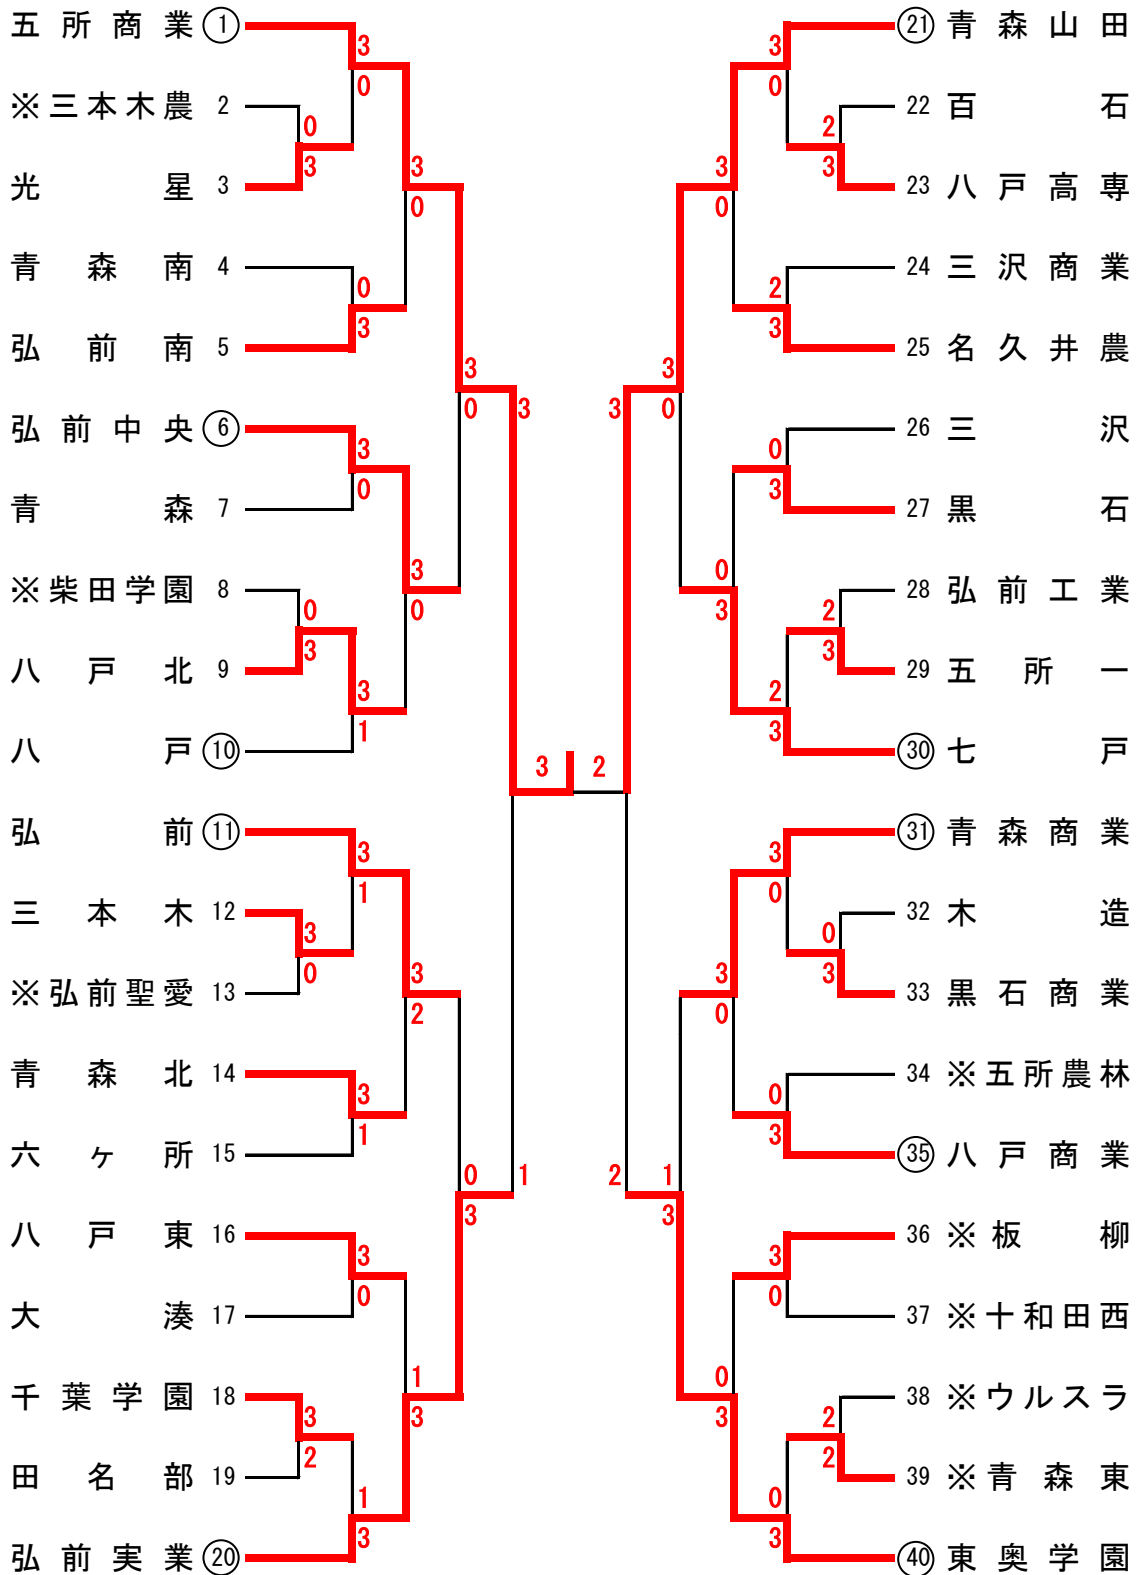 五所商業 ① 3 3 ㉑ 青森山田
0 0
※三本木農 2 0 2 22 百石
光星 3 3 3 3 3 23 八戸高専
0 0
青森南 4 0 2 24 三沢商業
弘前南 5 3 3 25 名久井農
3 3
弘前中央 ⑥ 3 0 3 3 0 0 26 三沢
青森 7 0 3 27 黒石
3 0
※柴田学園 8 0 0 3 2 28 弘前工業
八戸北 9 3 3 2 3 29 五所一
八戸 ⑩ 1 3 ㉚ 七戸
3 2
弘前 ⑪ 3 3 ㉛ 青森商業
1 0
三本木 12 3 0 32 木造
※弘前聖愛 13 0 3 3 3 33 黒石商業
2 0
青森北 14 3 0 34 ※五所農林
六ヶ所 15 1 3 ㉟ 八戸商業
0 1 2 1
八戸東 16 3 3 3 3 36 ※板柳
大湊 17 0 0 37 ※十和田西
1 0
千葉学園 18 3 3 3 2 38 ※ウルスラ
田名部 19 2 1 0 2 39 ※青森東
弘前実業 ⑳ 3 3 ㊵ 東奥学園